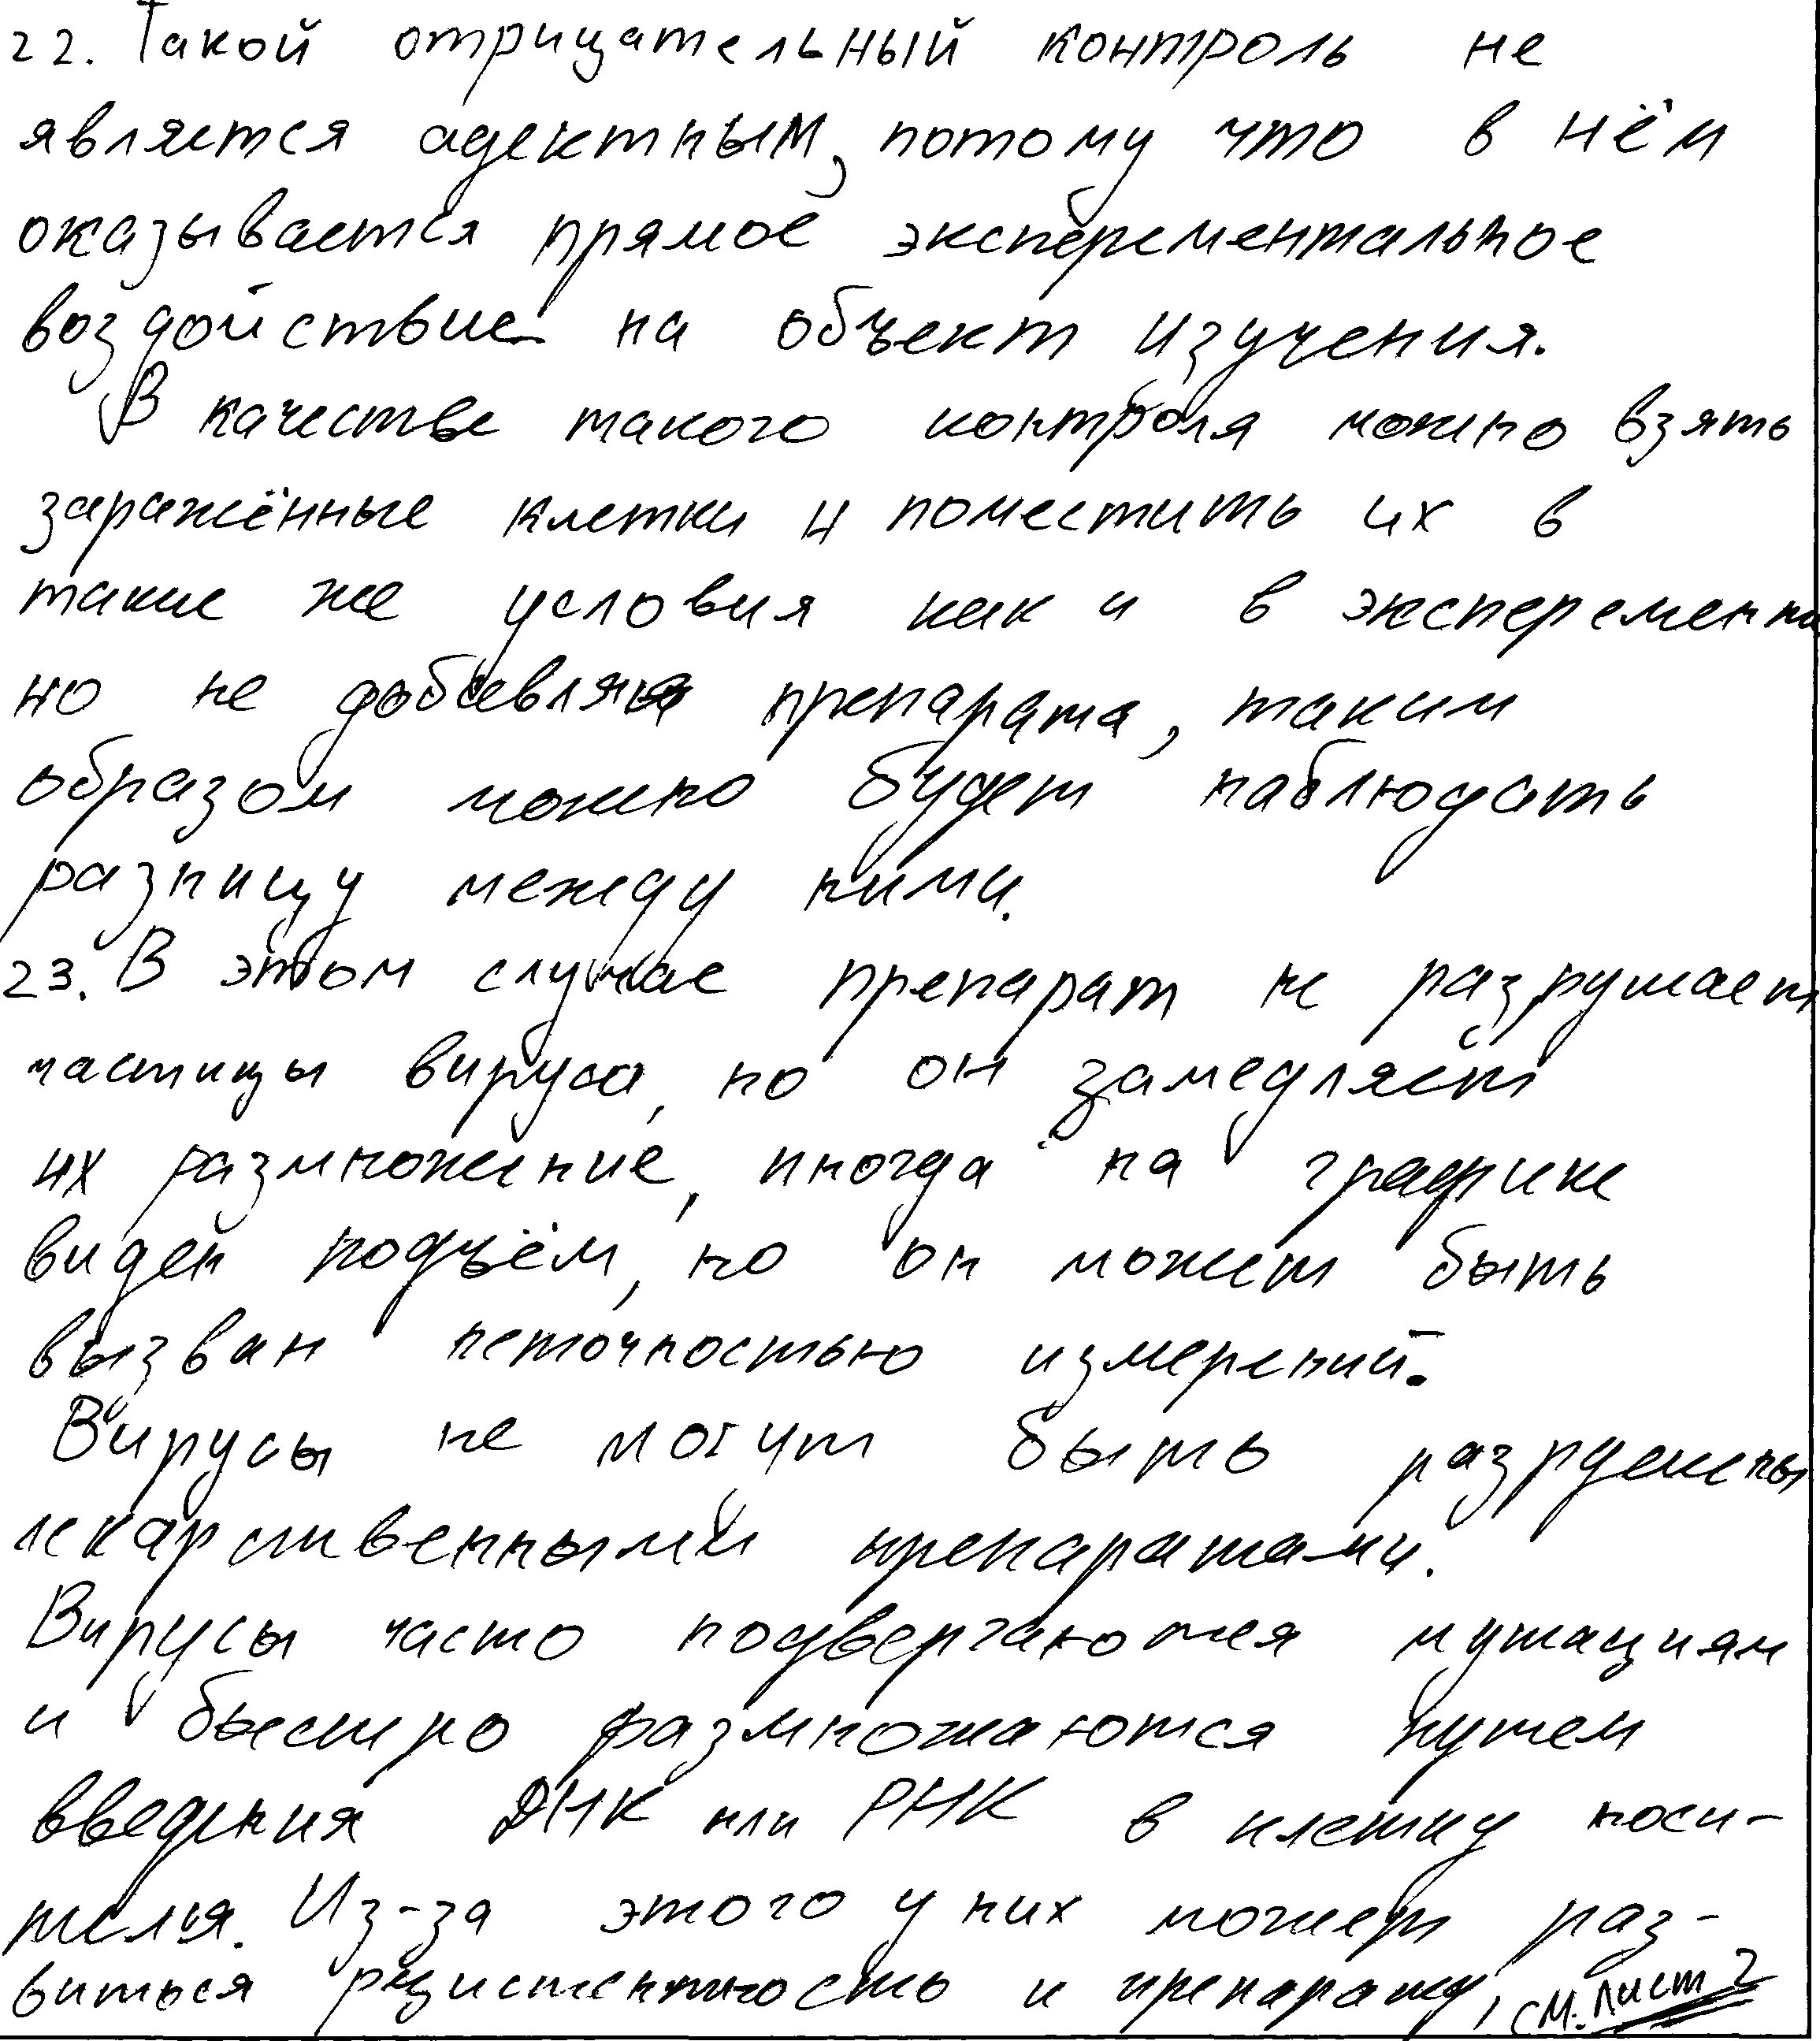 22. Такой отрицательный контроль не
является адектным, потому что в нём
оказывается прямое эксперементальное
воздойствие на объект изучения.
В качестве такого контроля можно взять
заражённые клетки и поместить их в
такие же условия как и в эксперемента
но не добавляя препарата, таким
образом можно будет наблюдать
разницу между ними.
23. В этом случае препарат не разрушает
частицы вируса, но он замедляет
их размножение, иногда на графике
виден подъём, но он может быть
вызван неточностью измерений.
Вирусы не могут быть разрушены
лекарственными препаратами.
Вирусы часто подвергаются мутациям
и быстро размножаются путем
введения ДНК или РНК в клетку носи-
теля. Из-за этого у них может раз-
виться резистентность к препарату, см. лист 2